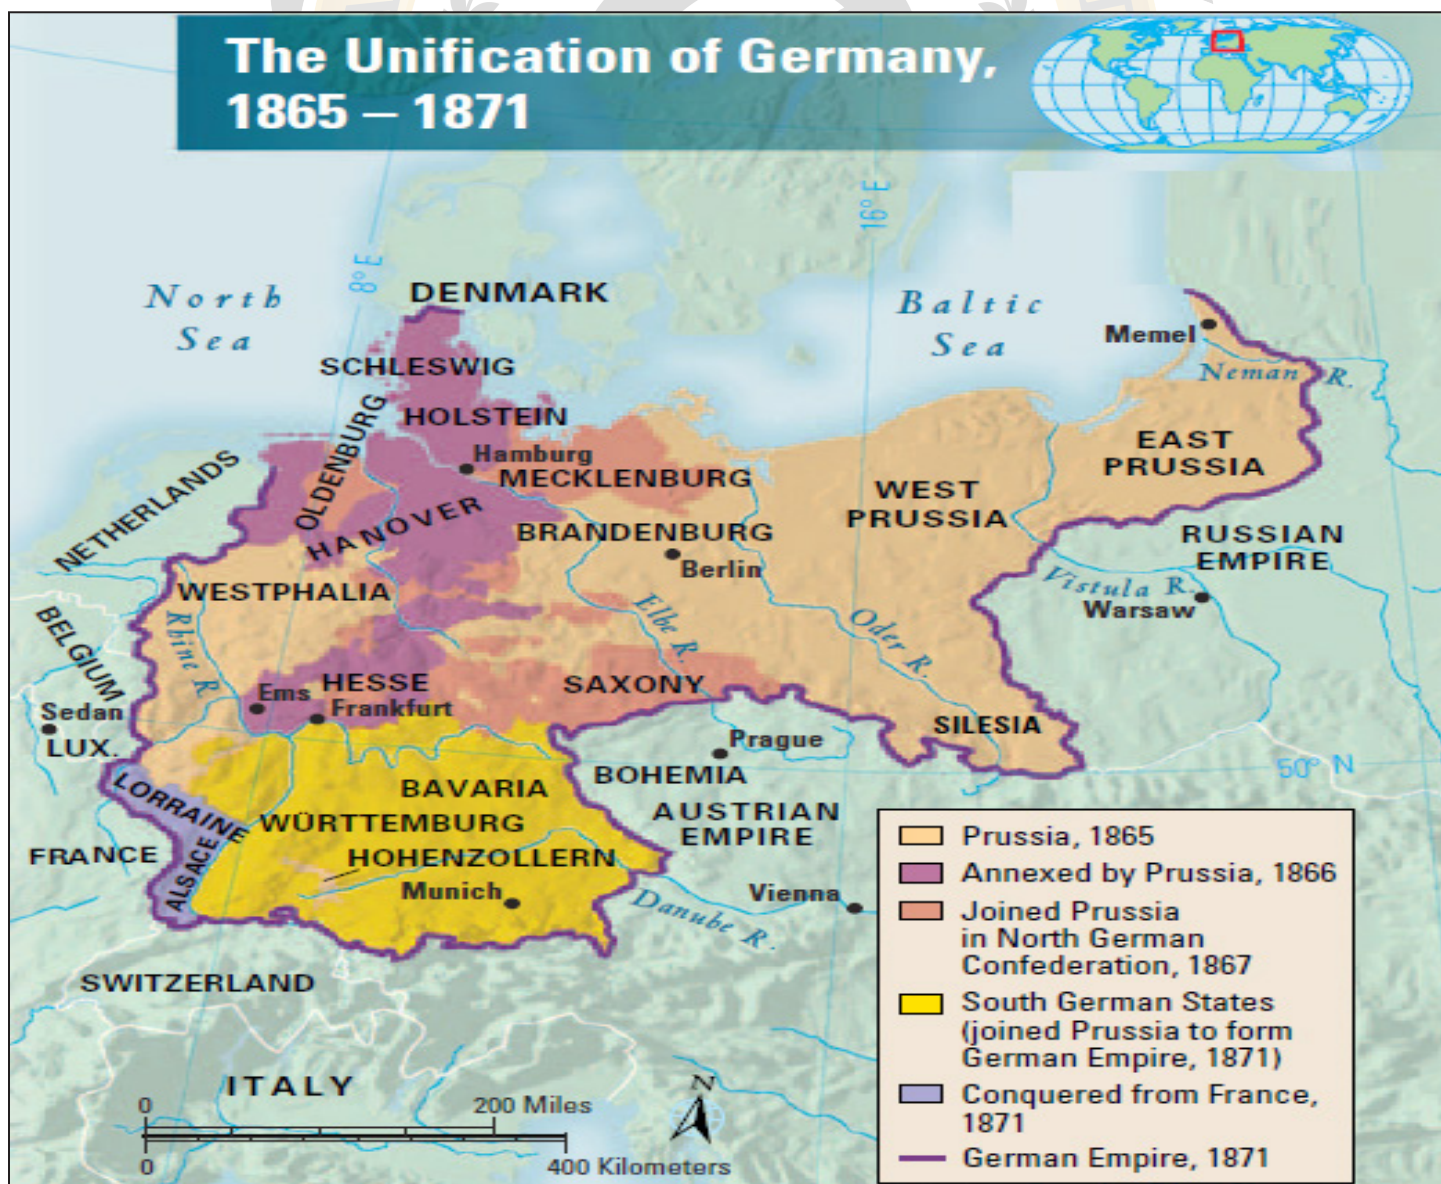 The Unification of Germany,
1865 – 1871
16° E
8° E
North
Sea
DENMARK
Baltic
Sea
Memel
Neman R.
SCHLESWIG
HOLSTEIN
Hamburg
OLDENBURG
MECKLENBURG
EAST
PRUSSIA
WEST
PRUSSIA
NETHERLANDS
HANOVER
BRANDENBURG
Berlin
RUSSIAN
EMPIRE
WESTPHALIA
Vistula R.
Warsaw
BELGIUM
Rhine R.
Elbe R.
Oder R.
Ems
HESSE
Frankfurt
SAXONY
Sedan
LUX.
SILESIA
Prague
50° N
BOHEMIA
LORRAINE
BAVARIA
WÜRTTEMBURG
AUSTRIAN
EMPIRE
FRANCE
ALSACE
HOHENZOLLERN
Munich
Vienna
Danube R.
SWITZERLAND
ITALY
N
0
200 Miles
0
400 Kilometers
Prussia, 1865
Annexed by Prussia, 1866
Joined Prussia
in North German
Confederation, 1867
South German States
(joined Prussia to form
German Empire, 1871)
Conquered from France,
1871
German Empire, 1871